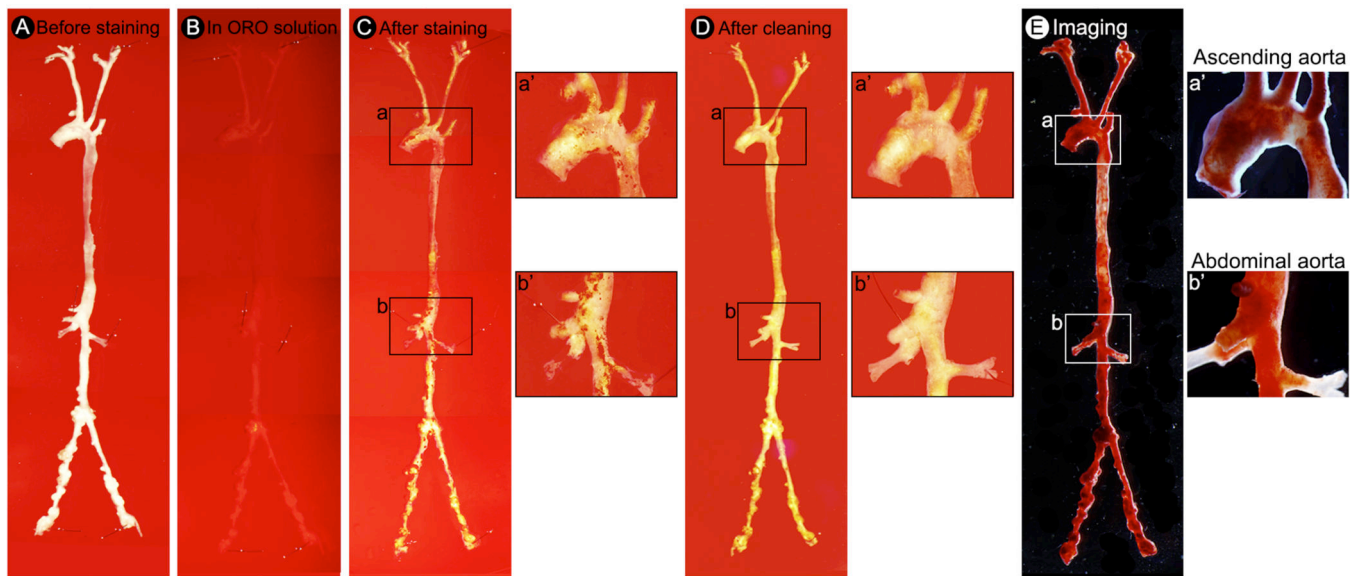 A Before staining
B In ORO solution
C After staining
a
a'
b
b'
D After cleaning
a
a'
b
b'
E Imaging
a
Ascending aorta
a'
b
Abdominal aorta
b'